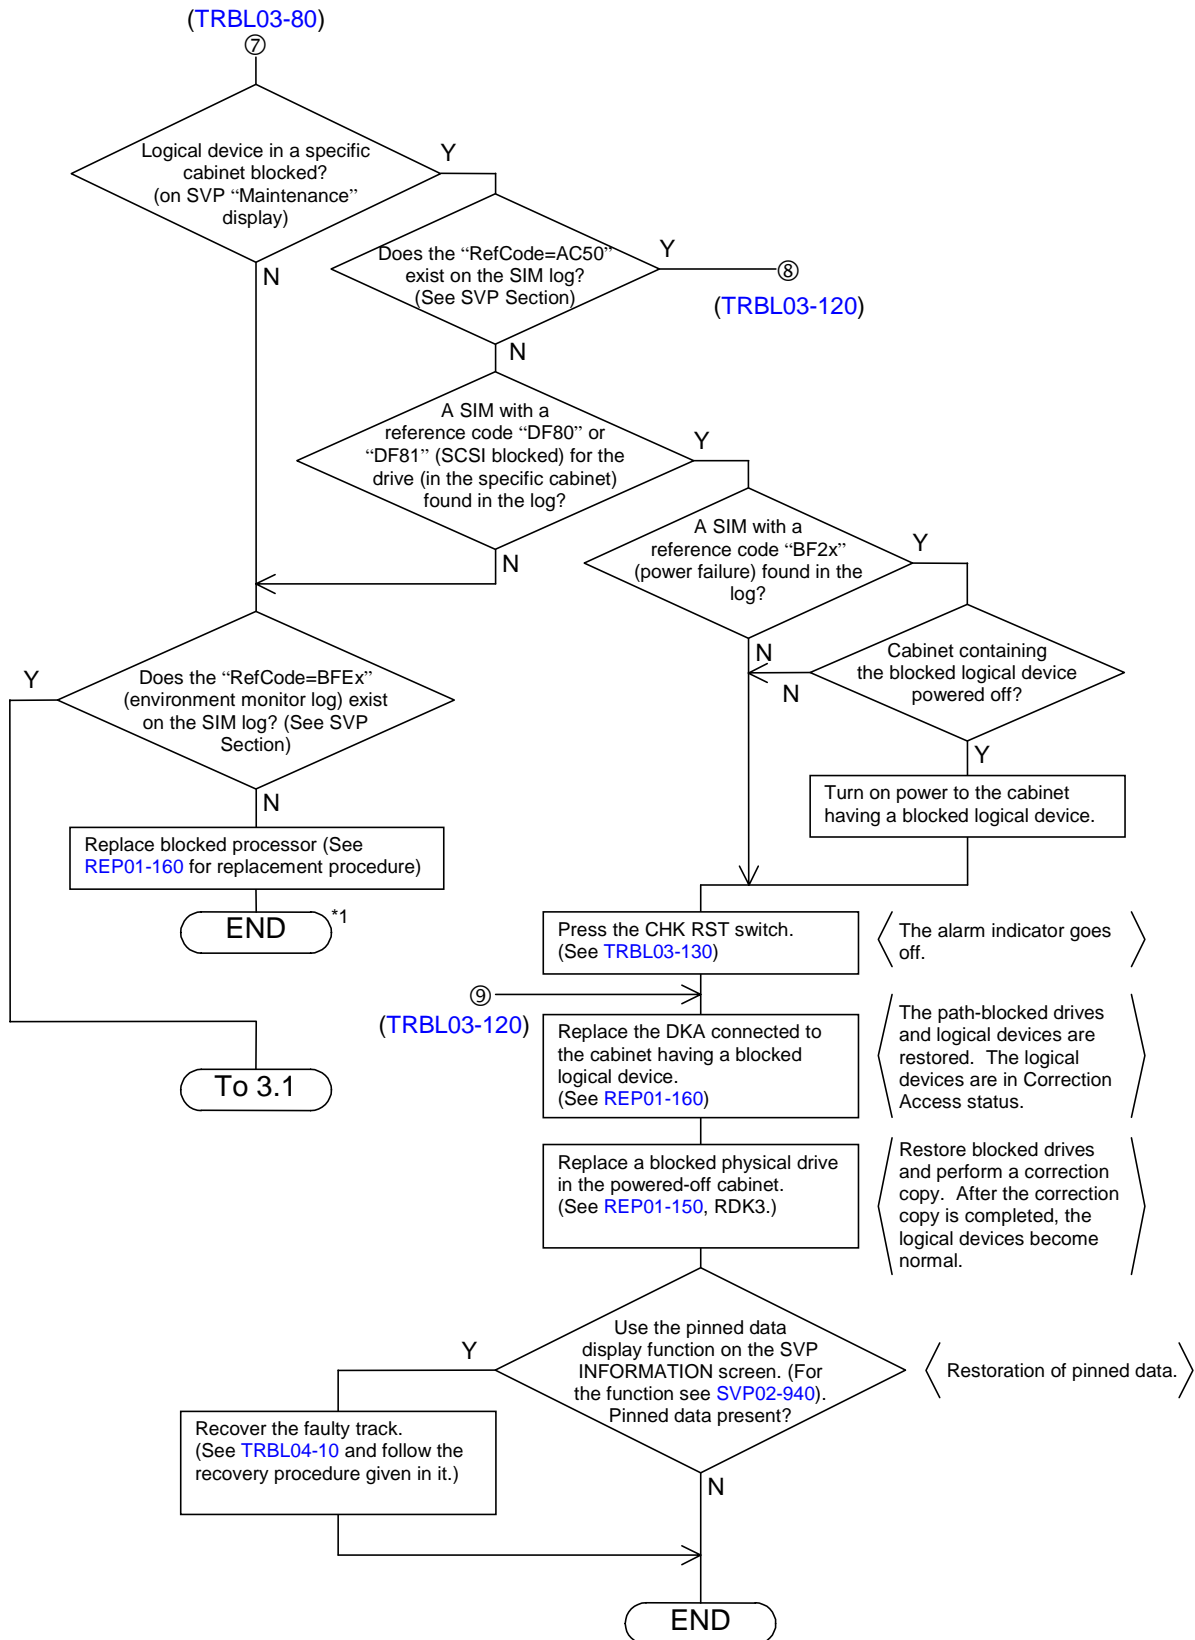 (TRBL03-80)
⑦
Logical device in a specific
cabinet blocked?
(on SVP “Maintenance”
display)
Y
N
Does the “RefCode=AC50”
exist on the SIM log?
(See SVP Section)
Y
⑧
(TRBL03-120)
N
A SIM with a
reference code “DF80” or
“DF81” (SCSI blocked) for the
drive (in the specific cabinet)
found in the log?
Y
N
A SIM with a
reference code “BF2x”
(power failure) found in the
log?
Y
N
Cabinet containing
the blocked logical device
powered off?
N
Y
Turn on power to the cabinet
having a blocked logical device.
Does the “RefCode=BFEx”
(environment monitor log) exist
on the SIM log? (See SVP
Section)
Y
N
Replace blocked processor (See
REP01-160 for replacement procedure)
END
*1
To 3.1
Press the CHK RST switch.
(See TRBL03-130)
The alarm indicator goes
off.
⑨
(TRBL03-120)
Replace the DKA connected to
the cabinet having a blocked
logical device.
(See REP01-160)
The path-blocked drives
and logical devices are
restored. The logical
devices are in Correction
Access status.
Replace a blocked physical drive
in the powered-off cabinet.
(See REP01-150, RDK3.)
Restore blocked drives
and perform a correction
copy. After the correction
copy is completed, the
logical devices become
normal.
Use the pinned data
display function on the SVP
INFORMATION screen. (For
the function see SVP02-940).
Pinned data present?
Y
N
Restoration of pinned data.
Recover the faulty track.
(See TRBL04-10 and follow the
recovery procedure given in it.)
END